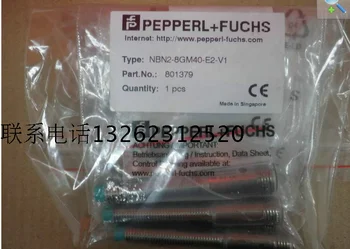 PEPPERL+FUCHS
Internet: http://www.pepperl-fuchs.com
Type: NBN2-8GM40-E2-V1
Part.No.: 801379
Quantity: 1 pcs
CE
Made in Singapore
联系电话13262312520
PEPPERL+FUCHS
ACHTUNG/IMPORTANT
Betriebsanleitung / Instruction, Data Sheet,